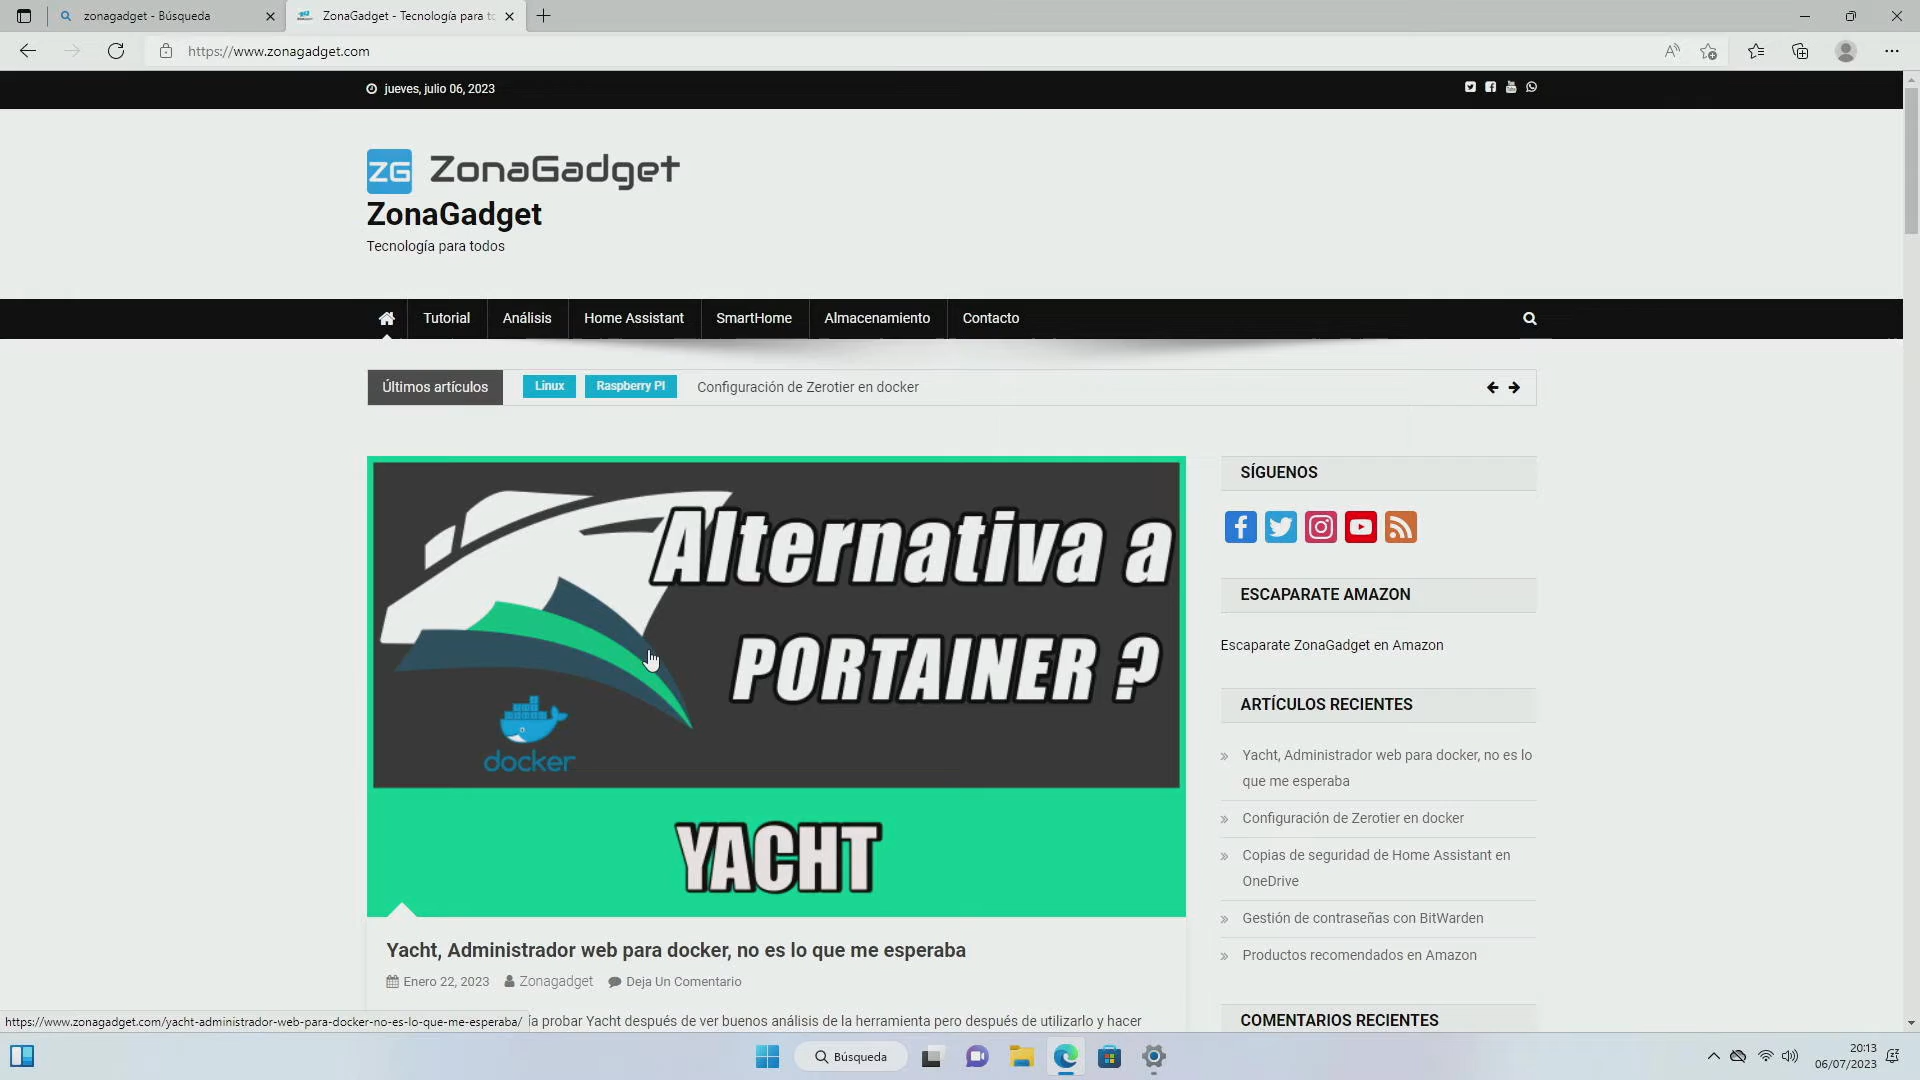 zonagadget - Búsqueda
ZonaGadget - Tecnología para to
https://www.zonagadget.com
jueves, julio 06, 2023
ZG ZonaGadget
ZonaGadget
Tecnología para todos
Tutorial
Análisis
Home Assistant
SmartHome
Almacenamiento
Contacto
Últimos artículos
Linux
Raspberry PI
Configuración de Zerotier en docker
Alternativa a
PORTAINER ?
docker
YACHT
Yacht, Administrador web para docker, no es lo que me esperaba
Enero 22, 2023
Zonagadget
Deja Un Comentario
ía probar Yacht después de ver buenos análisis de la herramienta pero después de utilizarlo y hacer
SÍGUENOS
ESCAPARATE AMAZON
Escaparate ZonaGadget en Amazon
ARTÍCULOS RECIENTES
Yacht, Administrador web para docker, no es lo
que me esperaba
Configuración de Zerotier en docker
Copias de seguridad de Home Assistant en
OneDrive
Gestión de contraseñas con BitWarden
Productos recomendados en Amazon
COMENTARIOS RECIENTES
https://www.zonagadget.com/yacht-administrador-web-para-docker-no-es-lo-que-me-esperaba/
Búsqueda
20:13
06/07/2023